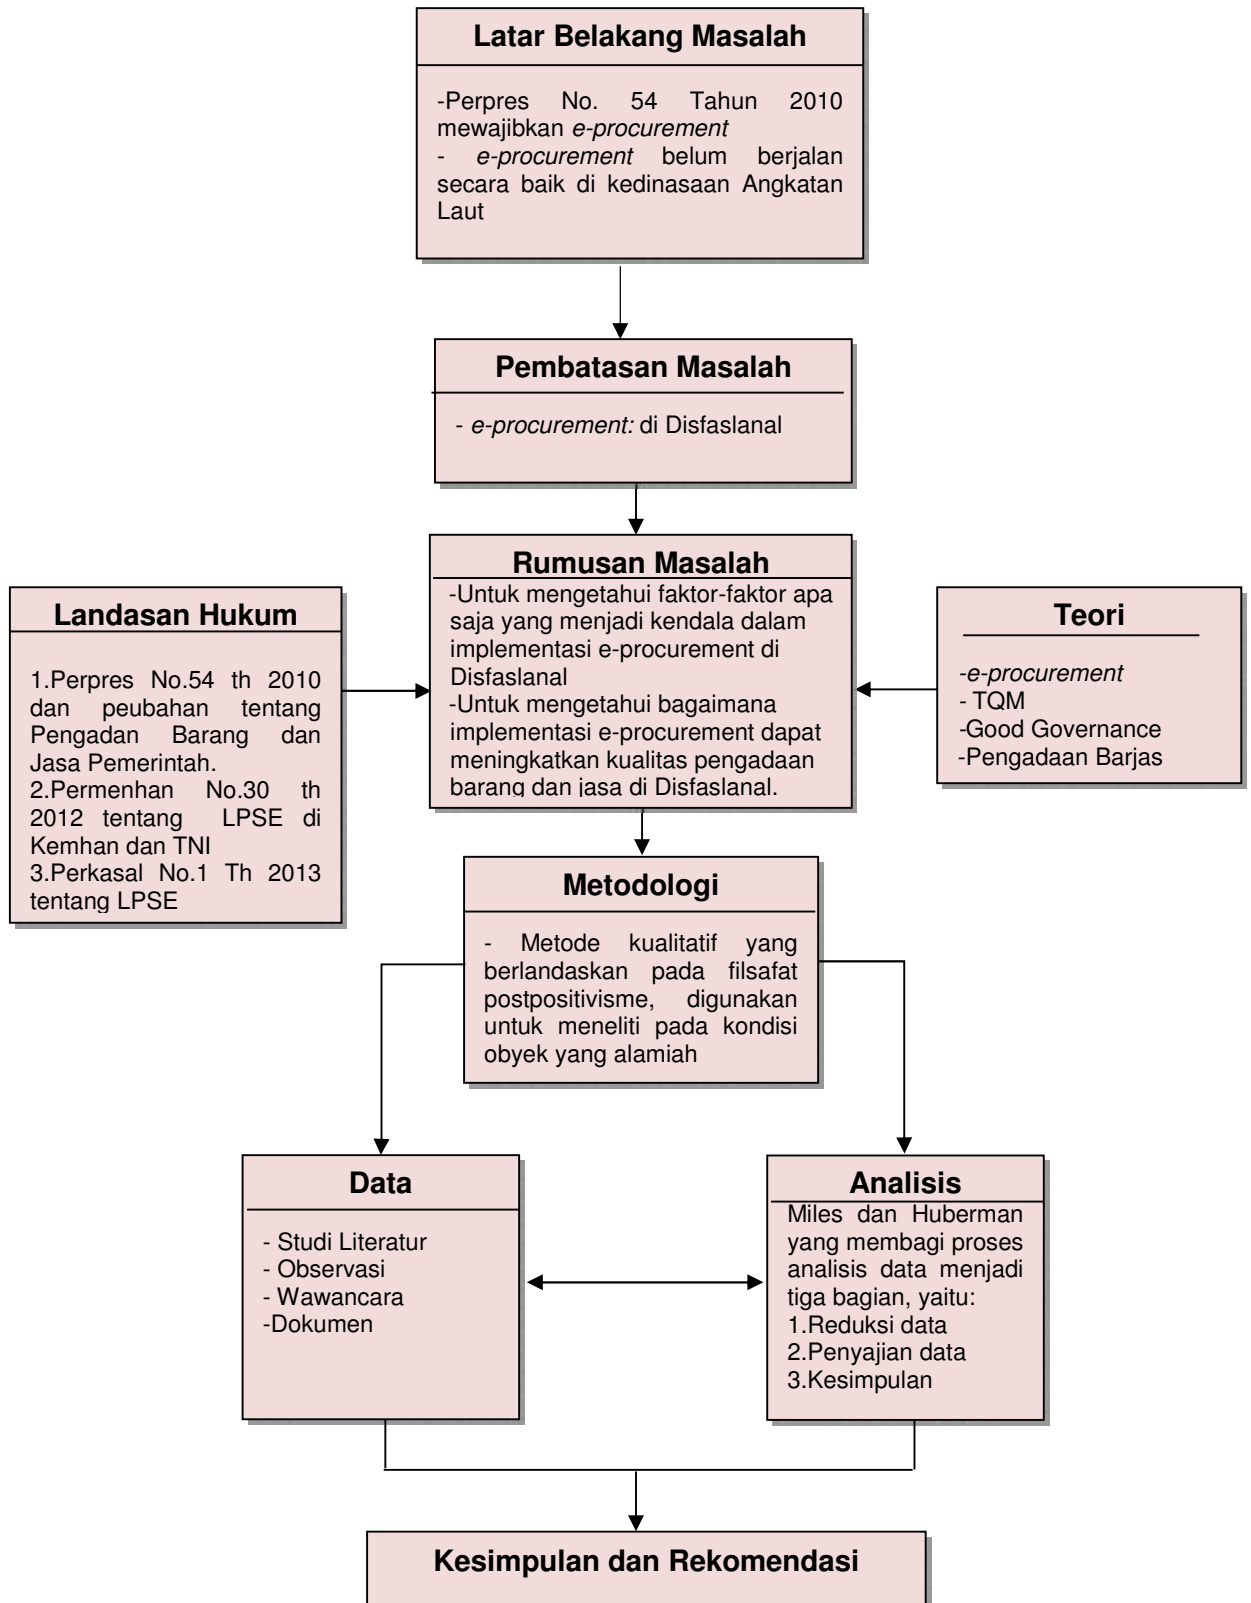 Latar Belakang Masalah
-Perpres No. 54 Tahun 2010
mewajibkan e-procurement
- e-procurement belum berjalan
secara baik di kedinasaan Angkatan
Laut
Pembatasan Masalah
- e-procurement: di Disfaslanal
Rumusan Masalah
-Untuk mengetahui faktor-faktor apa
saja yang menjadi kendala dalam
implementasi e-procurement di
Disfaslanal
-Untuk mengetahui bagaimana
implementasi e-procurement dapat
meningkatkan kualitas pengadaan
barang dan jasa di Disfaslanal.
Landasan Hukum
1.Perpres No.54 th 2010
dan peubahan tentang
Pengadan Barang dan
Jasa Pemerintah.
2.Permenhan No.30 th
2012 tentang LPSE di
Kemhan dan TNI
3.Perkasal No.1 Th 2013
tentang LPSE
Teori
-e-procurement
- TQM
-Good Governance
-Pengadaan Barjas
Metodologi
- Metode kualitatif yang
berlandaskan pada filsafat
postpositivisme, digunakan
untuk meneliti pada kondisi
obyek yang alamiah
Data
- Studi Literatur
- Observasi
- Wawancara
-Dokumen
Analisis
Miles dan Huberman
yang membagi proses
analisis data menjadi
tiga bagian, yaitu:
1.Reduksi data
2.Penyajian data
3.Kesimpulan
Kesimpulan dan Rekomendasi